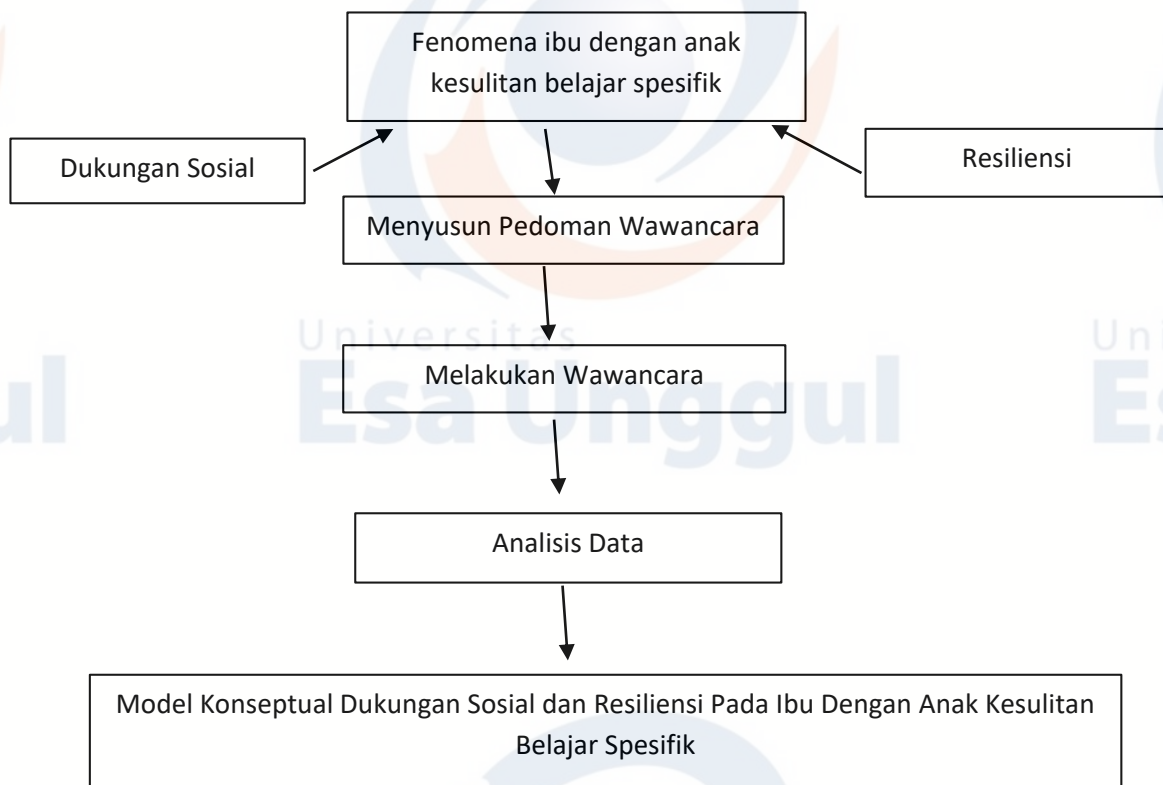 Fenomena ibu dengan anak
kesulitan belajar spesifik
Dukungan Sosial
Resiliensi
Menyusun Pedoman Wawancara
Universitas
Esa Unggul
Melakukan Wawancara
Analisis Data
Model Konseptual Dukungan Sosial dan Resiliensi Pada Ibu Dengan Anak Kesulitan
Belajar Spesifik